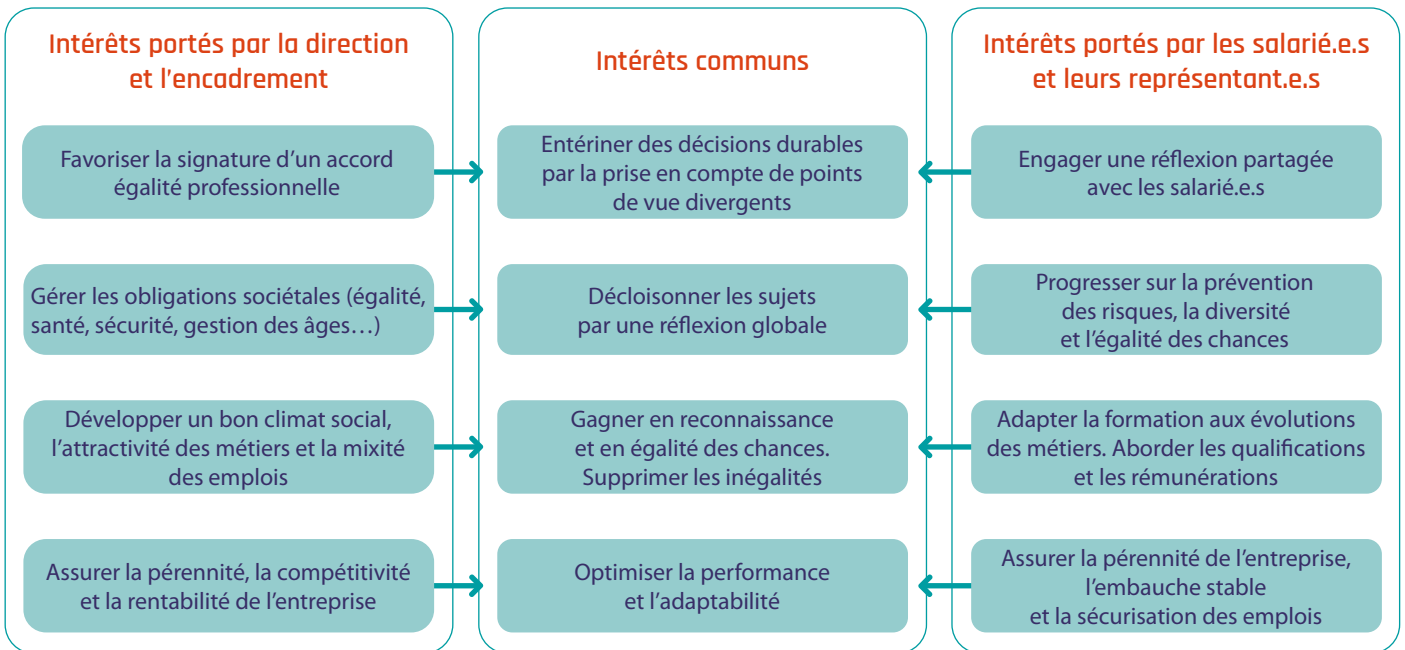 Intérêts portés par la direction
et l'encadrement
Favoriser la signature d'un accord
égalité professionnelle
Gérer les obligations sociétales (égalité,
santé, sécurité, gestion des âges…)
Développer un bon climat social,
l'attractivité des métiers et la mixité
des emplois
Assurer la pérennité, la compétitivité
et la rentabilité de l'entreprise
Intérêts communs
Entériner des décisions durables
par la prise en compte de points
de vue divergents
Décloisonner les sujets
par une réflexion globale
Gagner en reconnaissance
et en égalité des chances.
Supprimer les inégalités
Optimiser la performance
et l'adaptabilité
Intérêts portés par les salarié.e.s
et leurs représentant.e.s
Engager une réflexion partagée
avec les salarié.e.s
Progresser sur la prévention
des risques, la diversité
et l'égalité des chances
Adapter la formation aux évolutions
des métiers. Aborder les qualifications
et les rémunérations
Assurer la pérennité de l'entreprise,
l'embauche stable
et la sécurisation des emplois